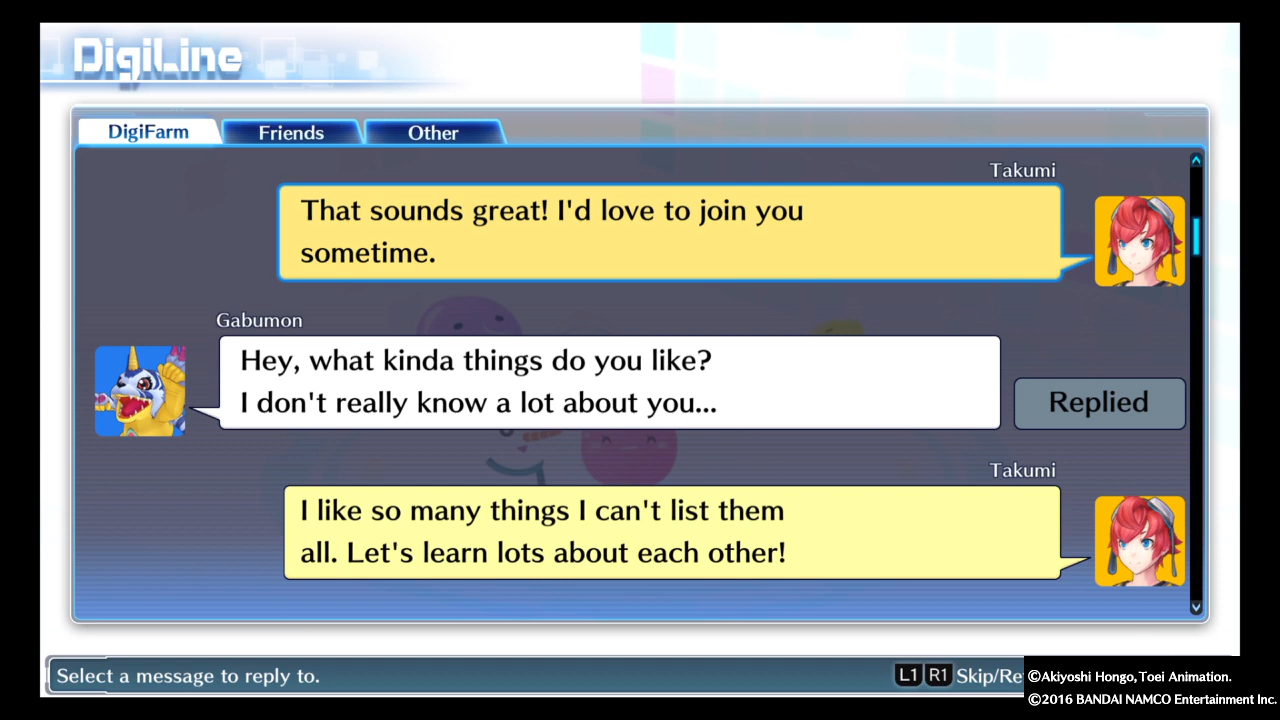 DigiLine
DigiFarm
Friends
Other
Takumi
That sounds great! I'd love to join you
sometime.
Gabumon
Hey, what kinda things do you like?
I don't really know a lot about you...
Replied
Takumi
I like so many things I can't list them
all. Let's learn lots about each other!
Select a message to reply to.
L1 R1 Skip/Re
©Akiyoshi Hongo, Toei Animation.
©2016 BANDAI NAMCO Entertainment Inc.